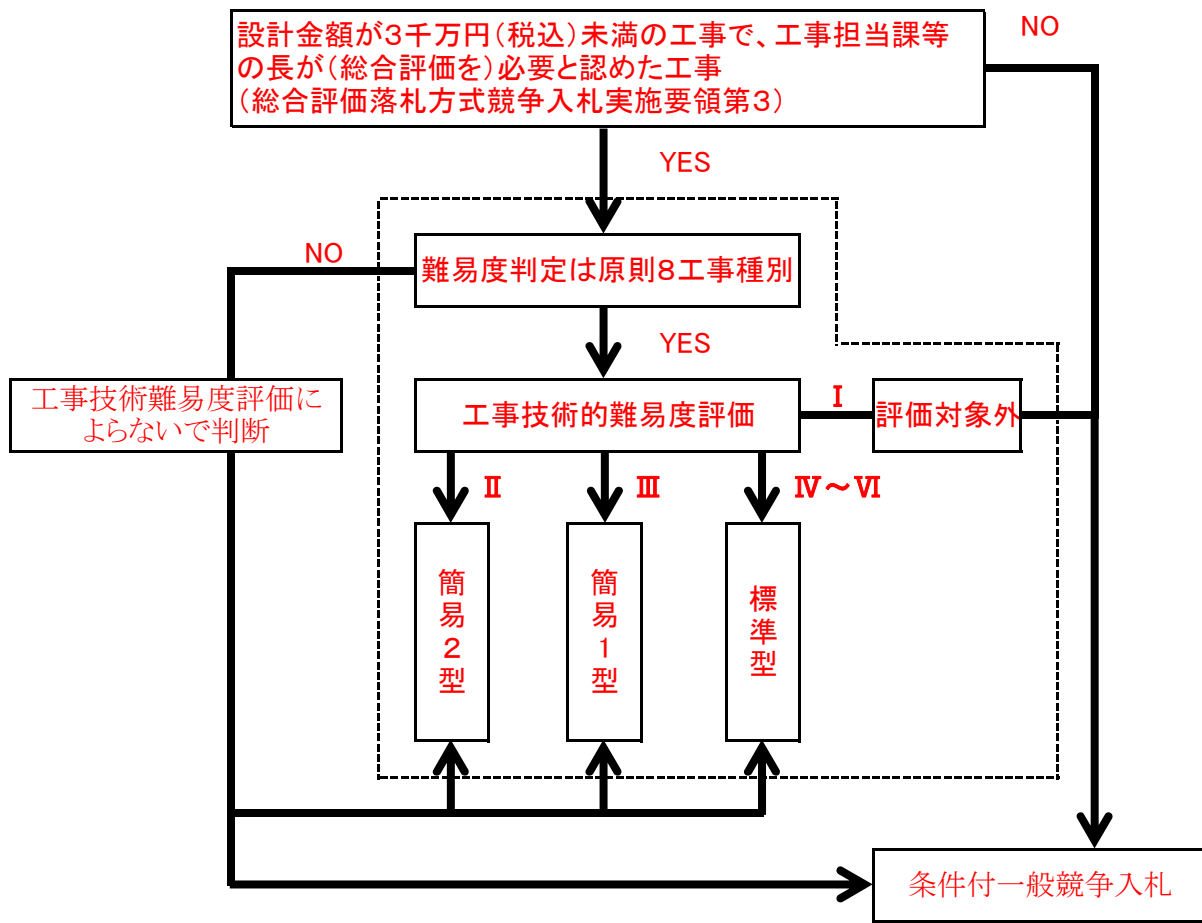 設計金額が3千万円(税込)未満の工事で、工事担当課等
の長が(総合評価を)必要と認めた工事
(総合評価落札方式競争入札実施要領第3)
NO
YES
NO
難易度判定は原則8工事種別
YES
工事技術難易度評価に
よらないで判断
工事技術的難易度評価
Ⅰ
評価対象外
Ⅱ
Ⅲ
Ⅳ~Ⅵ
簡易2型
簡易1型
標準型
条件付一般競争入札